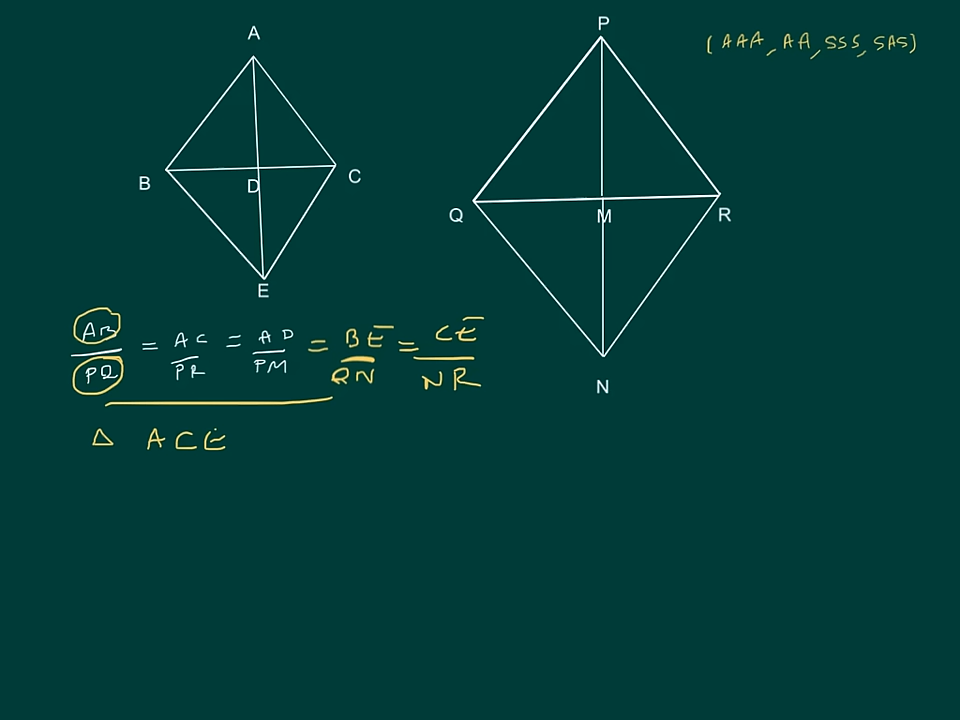 A
P
(AAA, AA, SSS, SAS)
B
D
C
Q
M
R
E
N
AB/PQ = AC/PR = AD/PM = BE/QN = CE/NR
Δ ACE